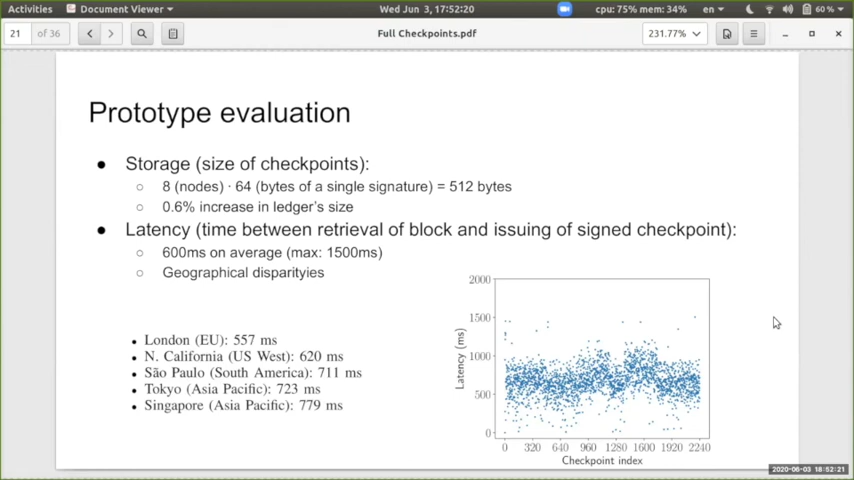 Activities Document Viewer Wed Jun 3, 17:52:20 cpu: 75% mem: 34% en 60 %
21 of 36 Full Checkpoints.pdf 231.77%
Prototype evaluation
● Storage (size of checkpoints):
○ 8 (nodes) · 64 (bytes of a single signature) = 512 bytes
○ 0.6% increase in ledger's size
● Latency (time between retrieval of block and issuing of signed checkpoint):
○ 600ms on average (max: 1500ms)
○ Geographical disparityies
• London (EU): 557 ms
• N. California (US West): 620 ms
• São Paulo (South America): 711 ms
• Tokyo (Asia Pacific): 723 ms
• Singapore (Asia Pacific): 779 ms
Latency (ms)
2000
1500
1000
500
0
0 320 640 960 1280 1600 1920 2240
Checkpoint index
2020-06-03 18:52:21